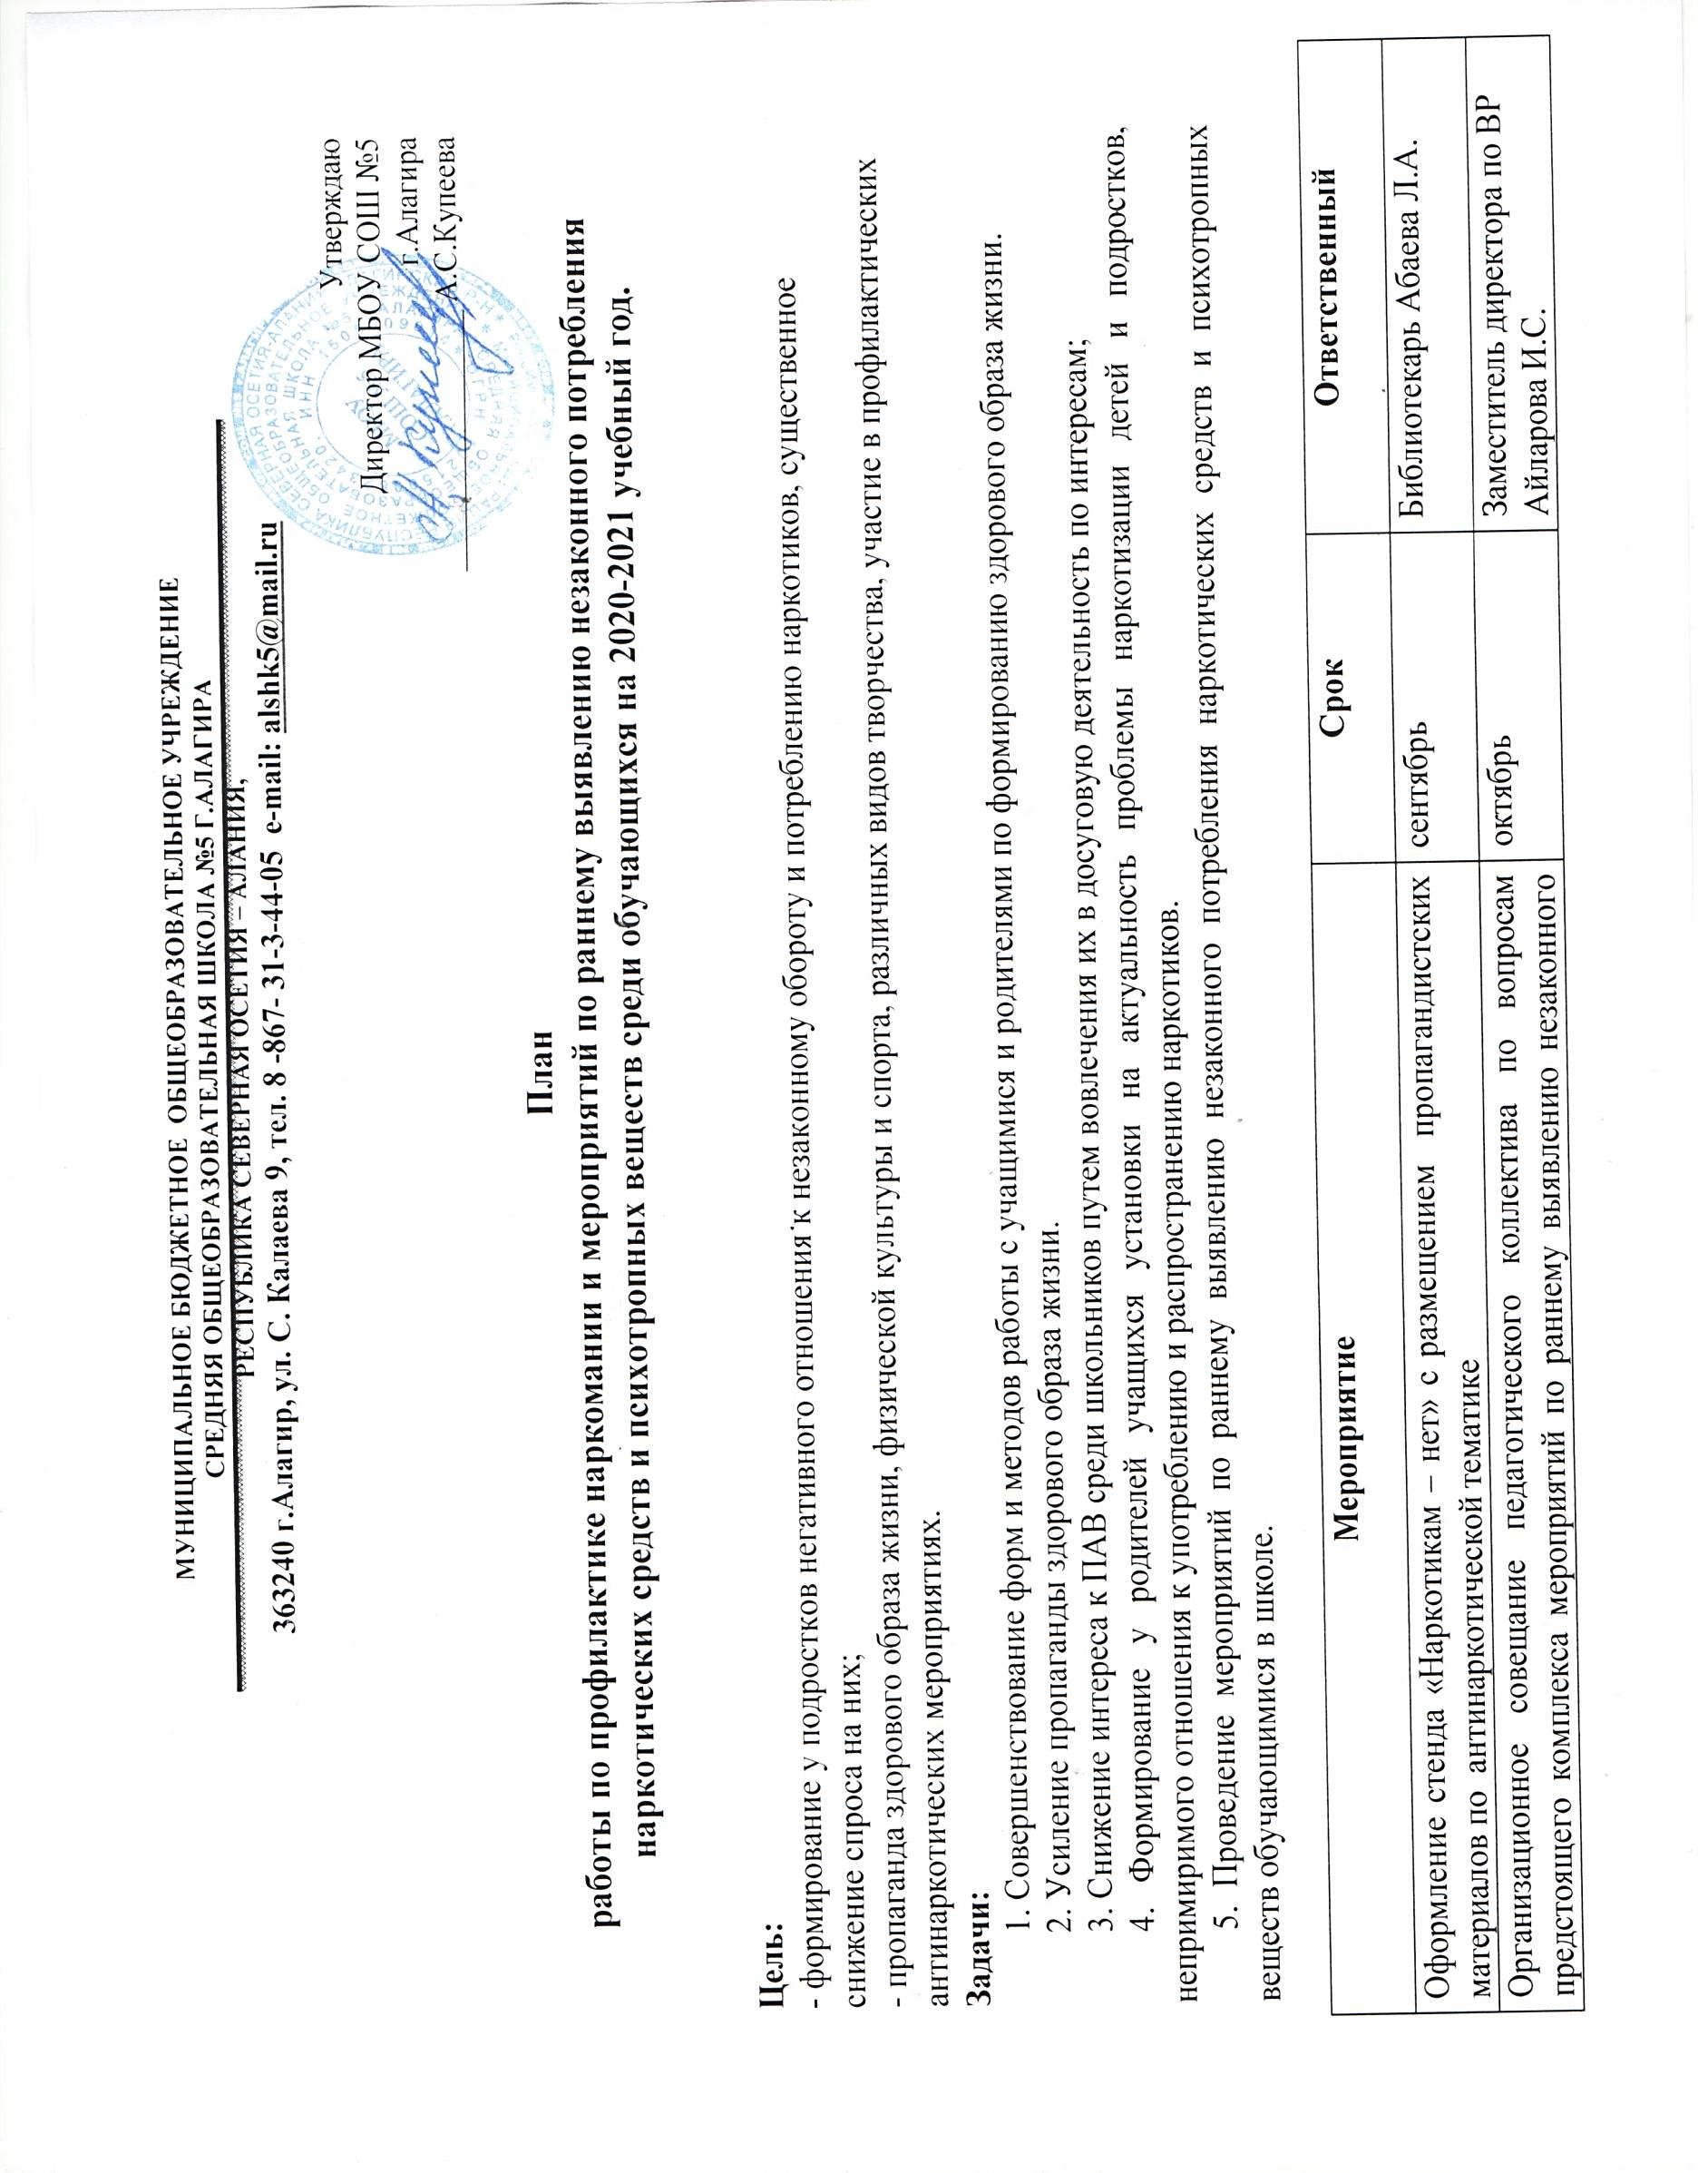 МУНИЦИПАЛЬНОЕ БЮДЖЕТНОЕ ОБЩЕОБРАЗОВАТЕЛЬНОЕ УЧРЕЖДЕНИЕ
СРЕДНЯЯ ОБЩЕОБРАЗОВАТЕЛЬНАЯ ШКОЛА №5 Г.АЛАГИРА
РЕСПУБЛИКА СЕВЕРНАЯ ОСЕТИЯ – АЛАНИЯ,
363240 г.Алагир, ул. С. Калаева 9, тел. 8 -867- 31-3-44-05 e-mail: alshk5@mail.ru
Утверждаю
Директор МБОУ СОШ №5
г.Алагира
А.С.Купеева
План
работы по профилактике наркомании и мероприятий по раннему выявлению незаконного потребления
наркотических средств и психотропных веществ среди обучающихся на 2020-2021 учебный год.
Цель:
- формирование у подростков негативного отношения к незаконному обороту и потреблению наркотиков, существенное
снижение спроса на них;
- пропаганда здорового образа жизни, физической культуры и спорта, различных видов творчества, участие в профилактических
антинаркотических мероприятиях.
Задачи:
1. Совершенствование форм и методов работы с учащимися и родителями по формированию здорового образа жизни.
2. Усиление пропаганды здорового образа жизни.
3. Снижение интереса к ПАВ среди школьников путем вовлечения их в досуговую деятельность по интересам;
4. Формирование у родителей учащихся установки на актуальность проблемы наркотизации детей и подростков,
непримиримого отношения к употреблению и распространению наркотиков.
5. Проведение мероприятий по раннему выявлению незаконного потребления наркотических средств и психотропных
веществ обучающимися в школе.
Мероприятие Срок Ответственный
Оформление стенда «Наркотикам – нет» с размещением пропагандистских сентябрь Библиотекарь Абаева Л.А.
материалов по антинаркотической тематике
Организационное совещание педагогического коллектива по вопросам октябрь Заместитель директора по ВР
предстоящего комплекса мероприятий по раннему выявлению незаконного Айларова И.С.